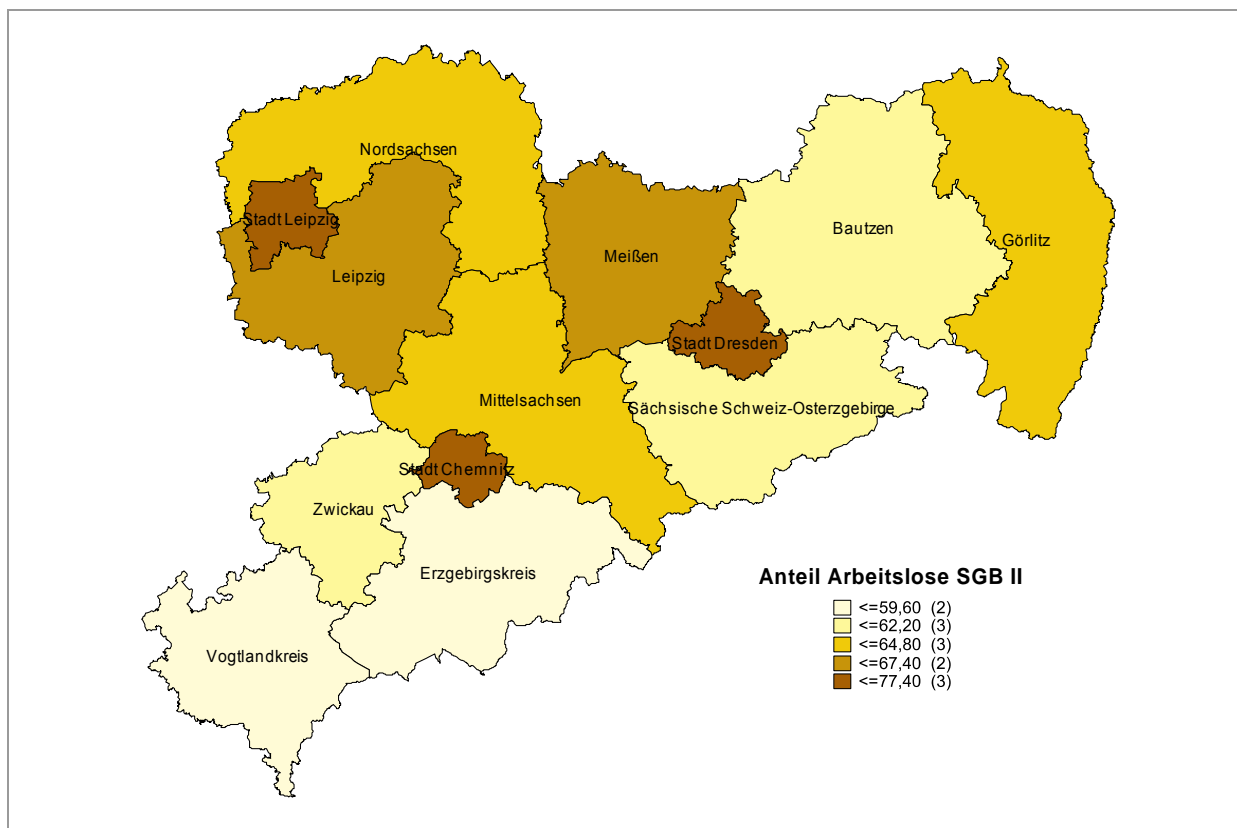 Nordsachsen
Stadt Leipzig
Bautzen
Görlitz
Meißen
Leipzig
Stadt Dresden
Mittelsachsen
Sächsische Schweiz-Osterzgebirge
Stadt Chemnitz
Zwickau
Erzgebirgskreis
Vogtlandkreis
Anteil Arbeitslose SGB II
<=59,60 (2)
<=62,20 (3)
<=64,80 (3)
<=67,40 (2)
<=77,40 (3)